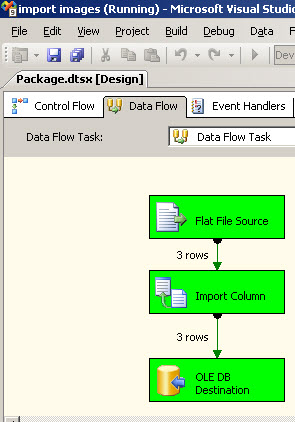 import images (Running) - Microsoft Visual Studio
File Edit View Project Build Debug Data F
Dev
Package.dtsx [Design]
Control Flow Data Flow Event Handlers
Data Flow Task: Data Flow Task
Flat File Source
3 rows
Import Column
3 rows
OLE DB
Destination